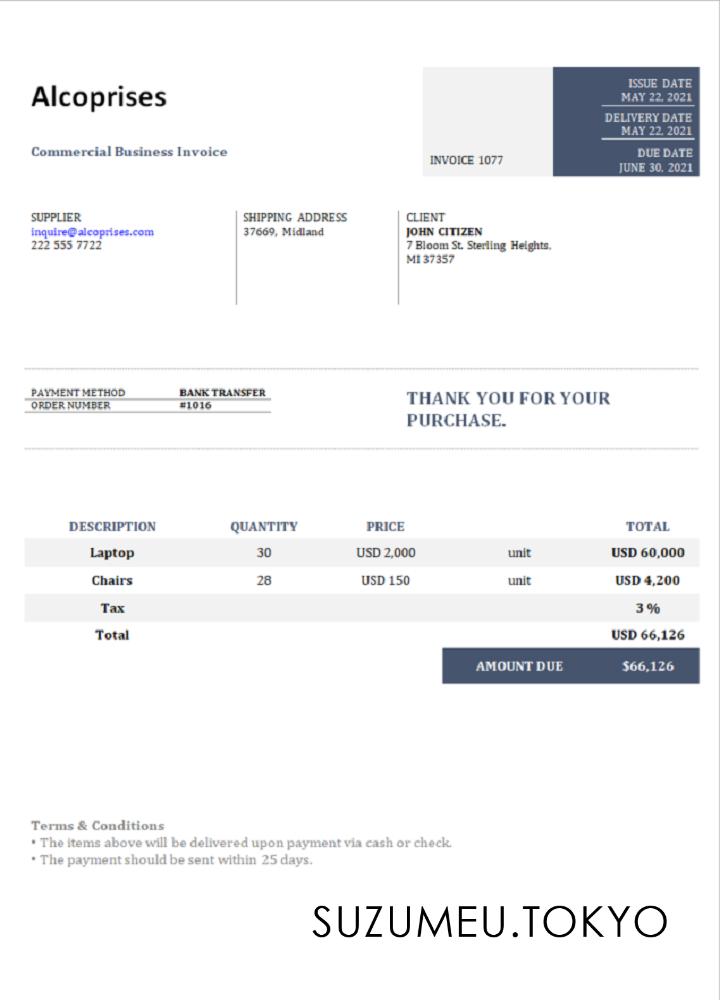 Alcoprises
Commercial Business Invoice
INVOICE 1077
ISSUE DATE
MAY 22, 2021
DELIVERY DATE
MAY 22, 2021
DUE DATE
JUNE 30, 2021
SUPPLIER
inquire@alcoprises.com
222 555 7722
SHIPPING ADDRESS
37669, Midland
CLIENT
JOHN CITIZEN
7 Bloom St. Sterling Heights,
MI 37357
PAYMENT METHOD BANK TRANSFER
ORDER NUMBER #1016
THANK YOU FOR YOUR
PURCHASE.
DESCRIPTION QUANTITY PRICE TOTAL
Laptop 30 USD 2,000 unit USD 60,000
Chairs 28 USD 150 unit USD 4,200
Tax 3 %
Total USD 66,126
AMOUNT DUE $66,126
Terms & Conditions
• The items above will be delivered upon payment via cash or check.
• The payment should be sent within 25 days.
SUZUMEU.TOKYO